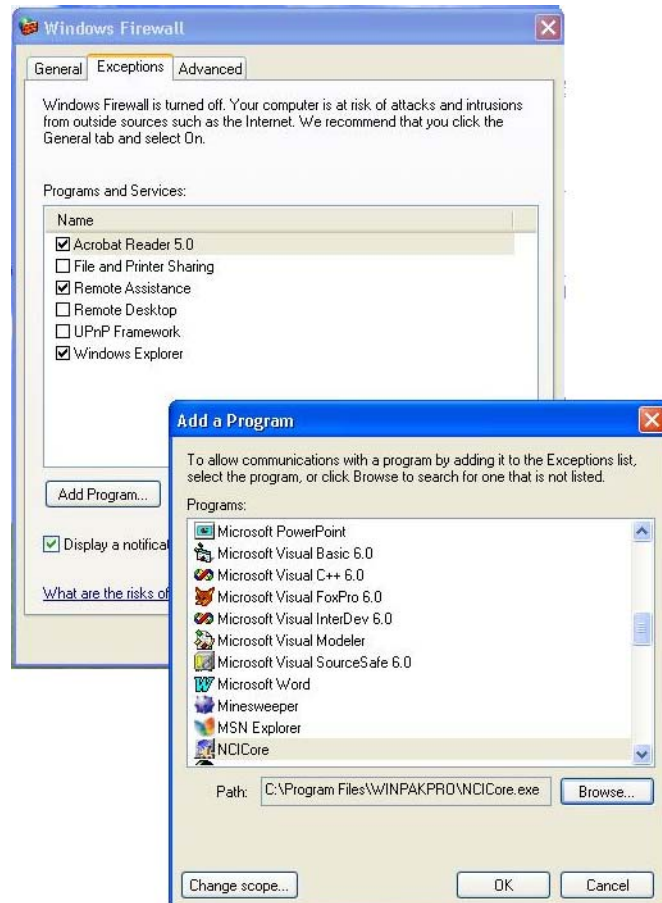 Windows Firewall
General Exceptions Advanced
Windows Firewall is turned off. Your computer is at risk of attacks and intrusions
from outside sources such as the Internet. We recommend that you click the
General tab and select On.
Programs and Services:
Name
Acrobat Reader 5.0
File and Printer Sharing
Remote Assistance
Remote Desktop
UPnP Framework
Windows Explorer
Add Program...
Display a notificat
What are the risks of
Add a Program
To allow communications with a program by adding it to the Exceptions list,
select the program, or click Browse to search for one that is not listed.
Programs:
Microsoft PowerPoint
Microsoft Visual Basic 6.0
Microsoft Visual C++ 6.0
Microsoft Visual FoxPro 6.0
Microsoft Visual InterDev 6.0
Microsoft Visual Modeler
Microsoft Visual SourceSafe 6.0
Microsoft Word
Minesweeper
MSN Explorer
NCICore
Path: C:\Program Files\WINPAKPRO\NCICore.exe Browse...
Change scope... OK Cancel